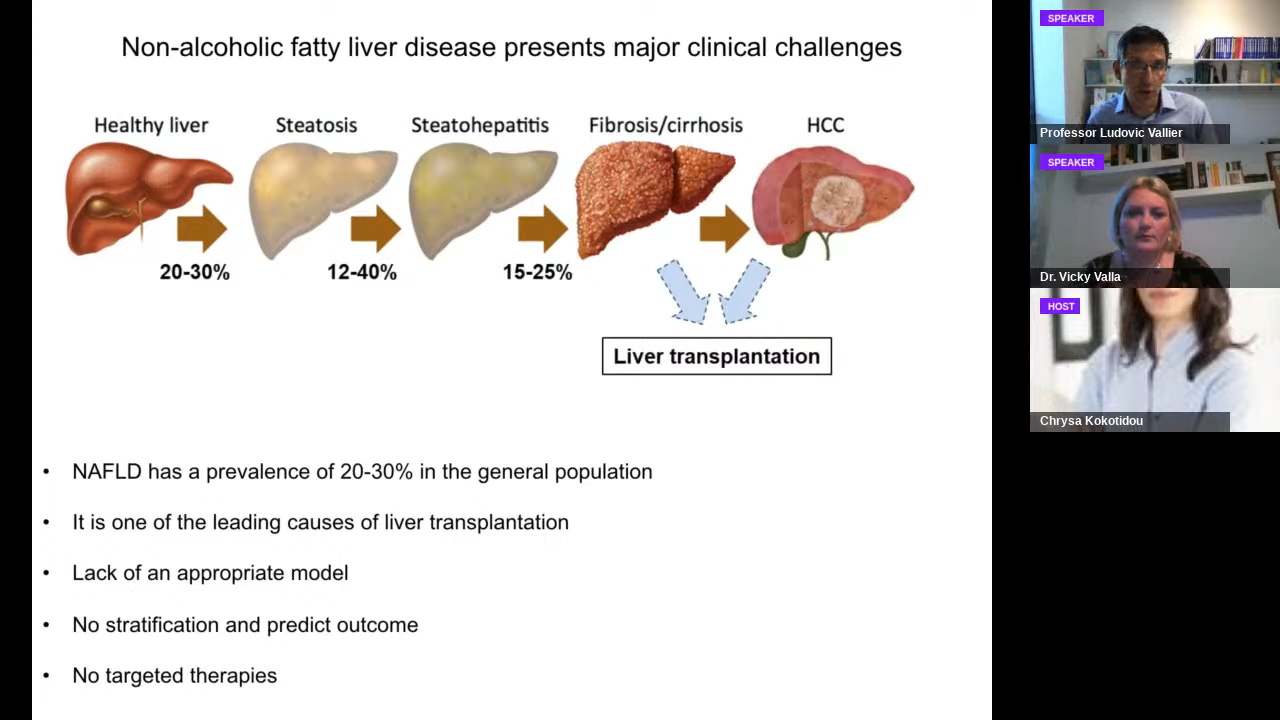 Non-alcoholic fatty liver disease presents major clinical challenges
Healthy liver
Steatosis
Steatohepatitis
Fibrosis/cirrhosis
HCC
20-30%
12-40%
15-25%
Liver transplantation
• NAFLD has a prevalence of 20-30% in the general population
• It is one of the leading causes of liver transplantation
• Lack of an appropriate model
• No stratification and predict outcome
• No targeted therapies
SPEAKER
Professor Ludovic Vallier
SPEAKER
Dr. Vicky Valla
HOST
Chrysa Kokotidou